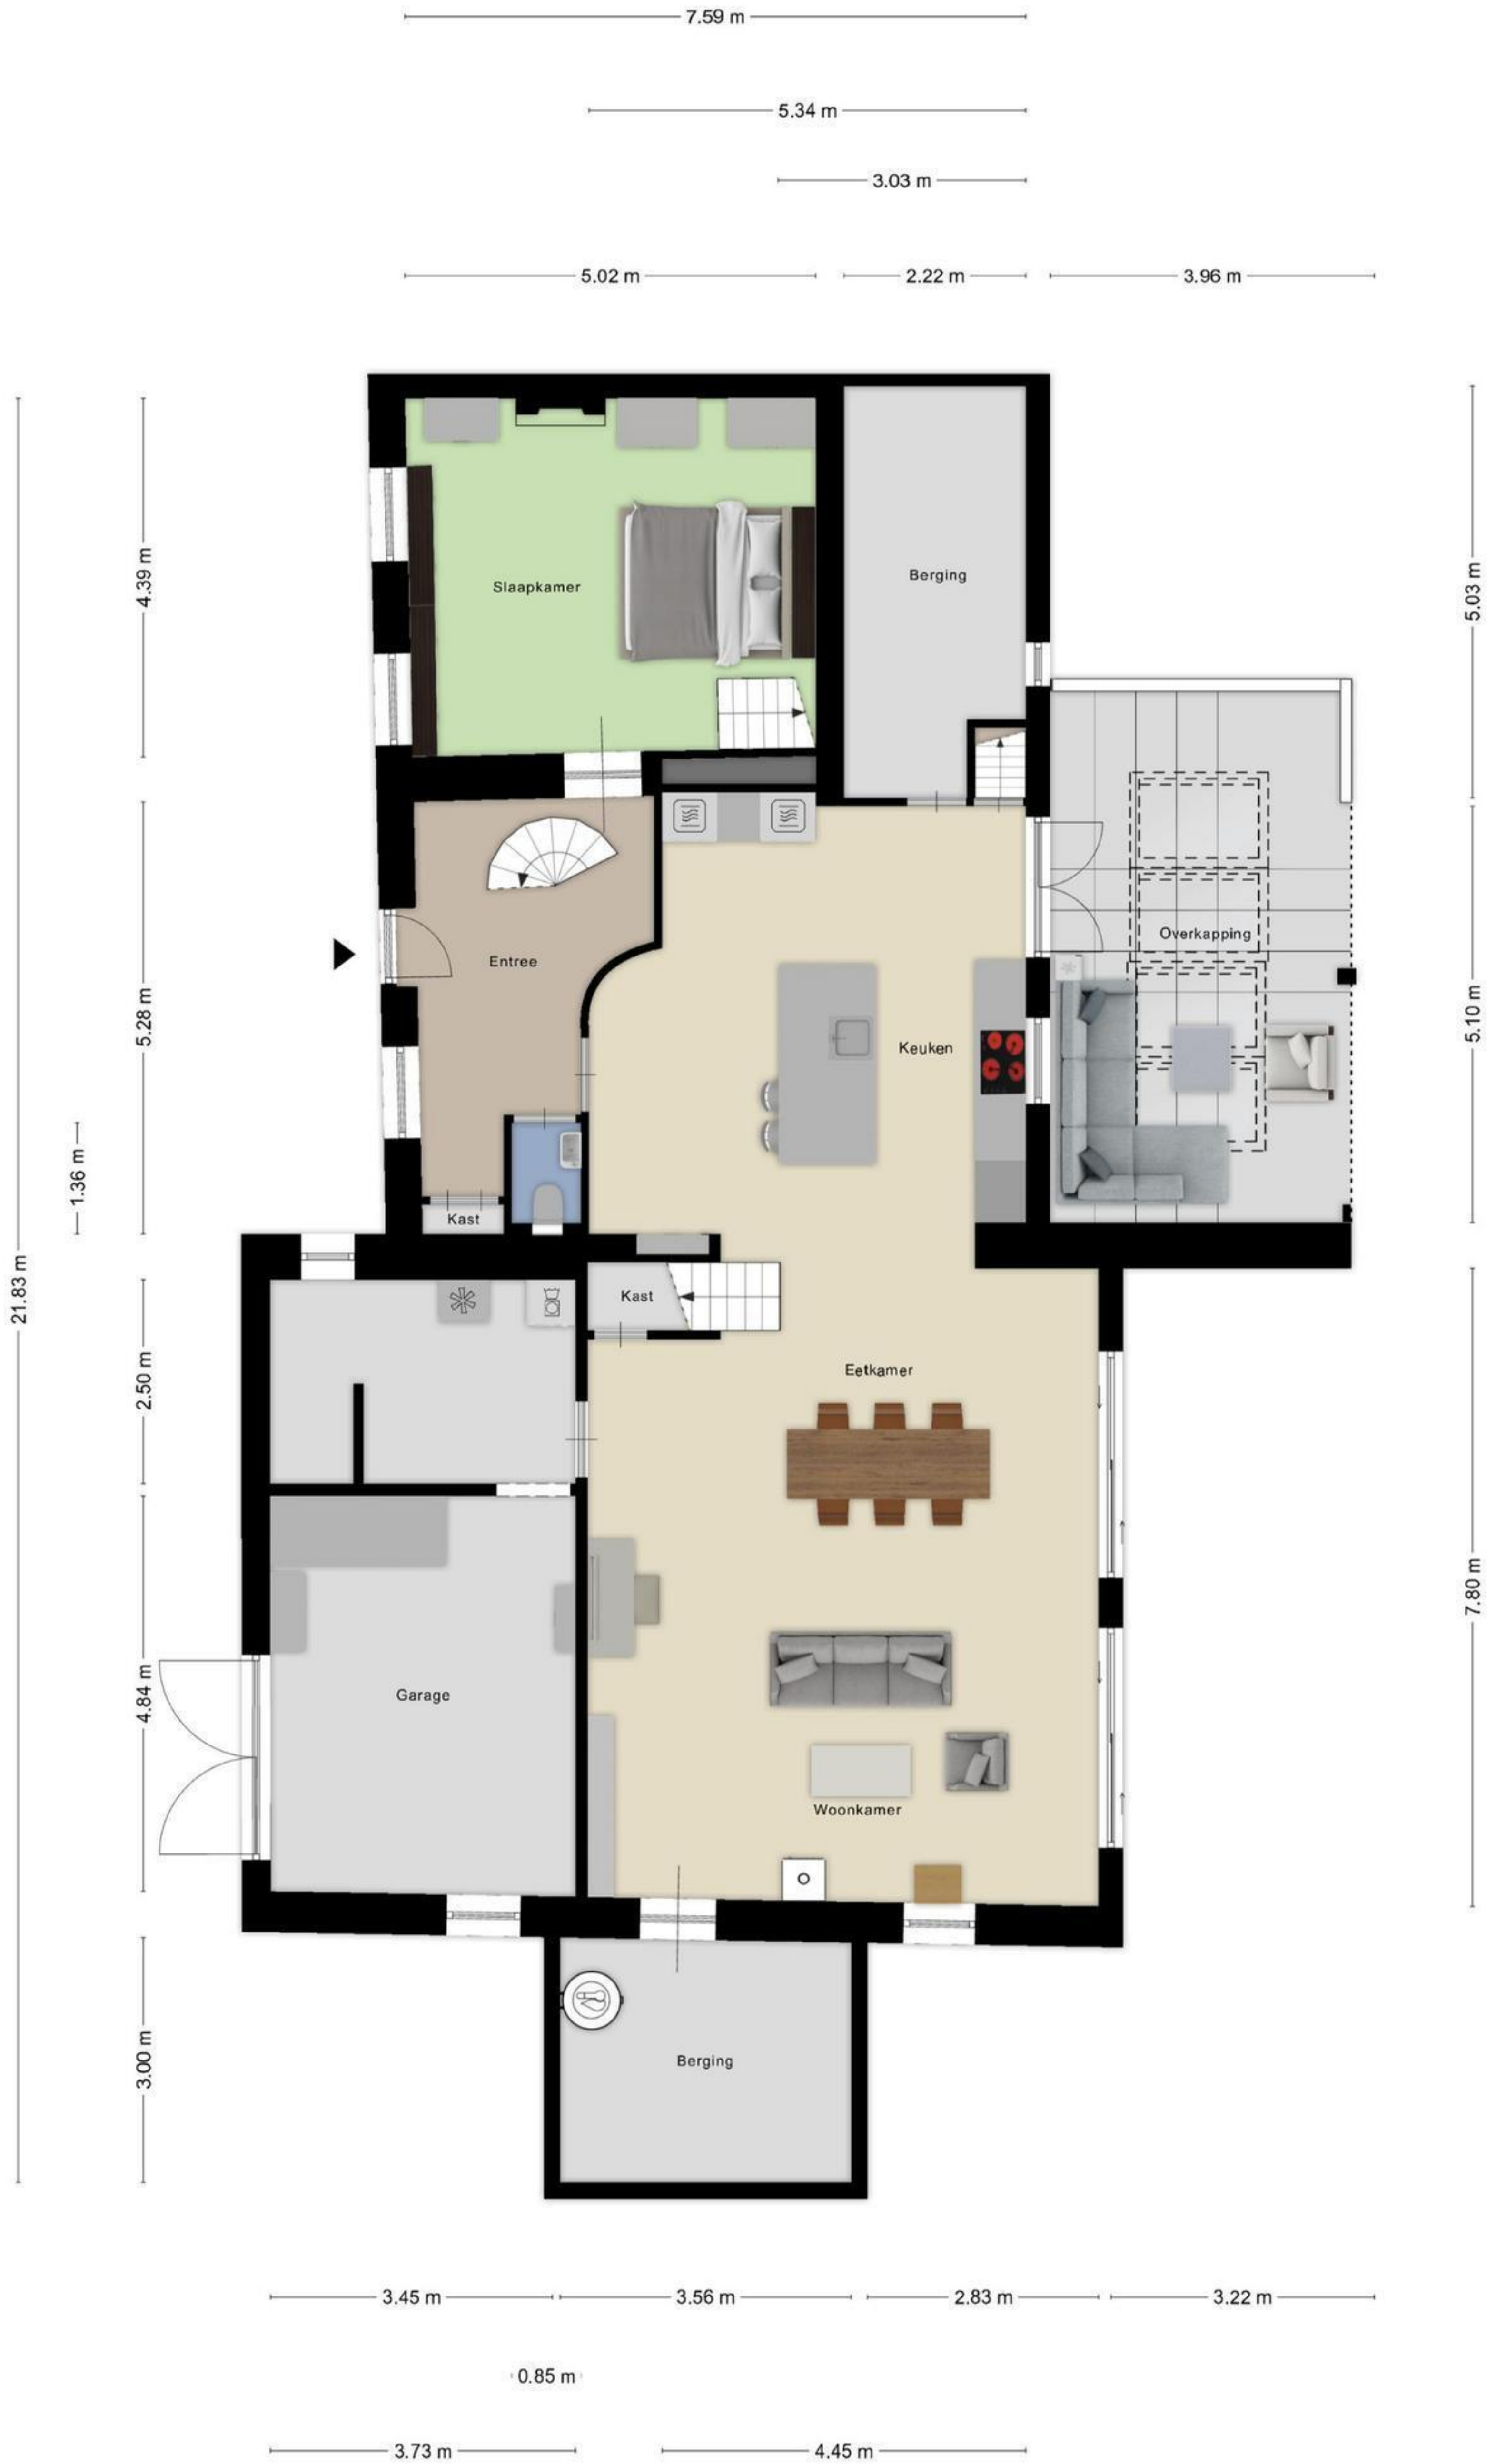 7.59 m
5.34 m
3.03 m
5.02 m
2.22 m
3.96 m
4.39 m
Slaapkamer
Berging
5.03 m
Overkapping
Entree
5.28 m
Keuken
5.10 m
1.36 m
Kast
21.83 m
Kast
Eetkamer
2.50 m
7.80 m
Garage
4.84 m
Woonkamer
3.00 m
Berging
3.45 m
3.56 m
2.83 m
3.22 m
0.85 m
3.73 m
4.45 m